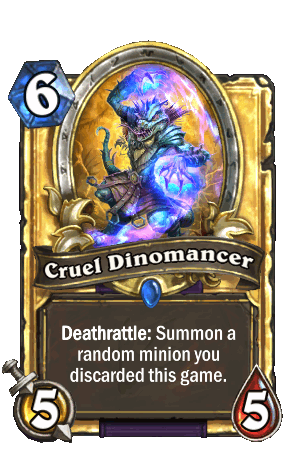 6
Cruel Dinomancer
Deathrattle: Summon a
random minion you
discarded this game.
5
5